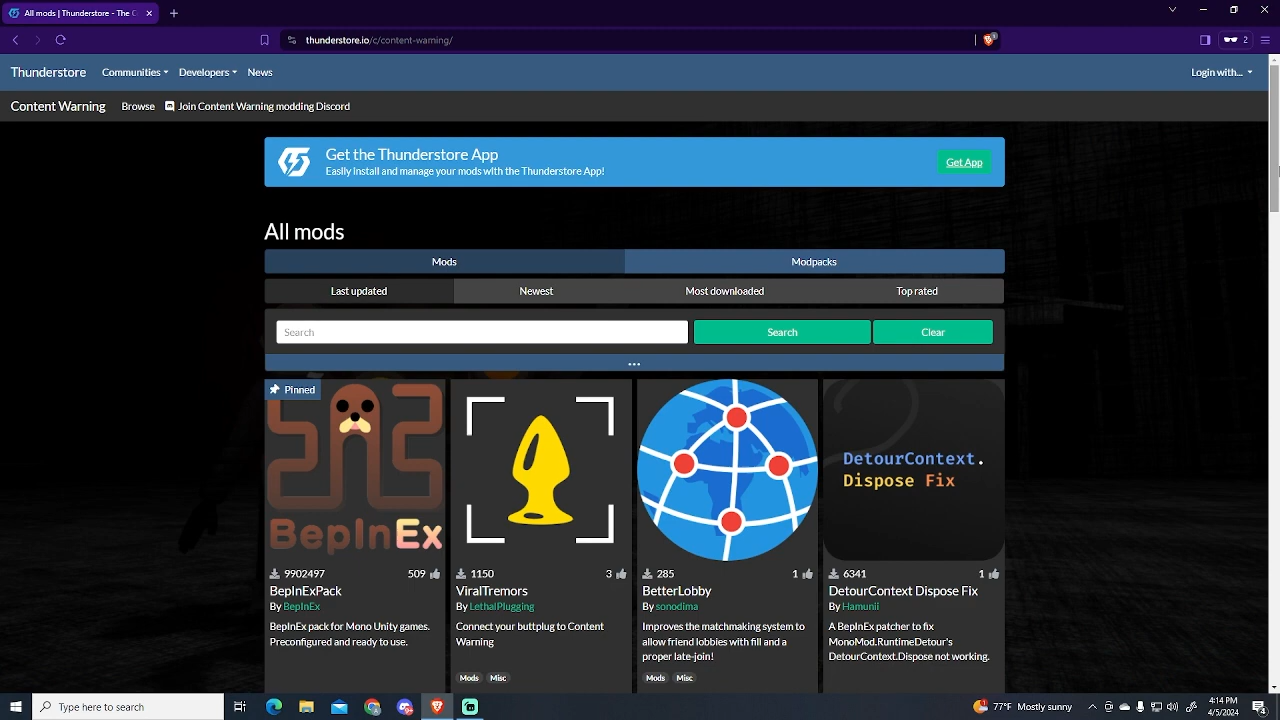 All mods | Thunderstore - The C
thunderstore.io/c/content-warning/
2
Thunderstore Communities Developers News Login with...
Content Warning Browse Join Content Warning modding Discord
Get the Thunderstore App
Easily install and manage your mods with the Thunderstore App!
Get App
All mods
Mods Modpacks
Last updated Newest Most downloaded Top rated
Search Search Clear
...
Pinned
BepInEx
DetourContext.
Dispose Fix
9902497 509
BepInExPack
By BepInEx
BepInEx pack for Mono Unity games.
Preconfigured and ready to use.
1150 3
ViralTremors
By LethalPlugging
Connect your buttplug to Content
Warning
Mods Misc
285 1
BetterLobby
By sonodima
Improves the matchmaking system to
allow friend lobbies with fill and a
proper late-join!
Mods Misc
6341 1
DetourContext Dispose Fix
By Hamunii
A BepInEx patcher to fix
MonoMod.RuntimeDetour's
DetourContext.Dispose not working.
Type here to search
77°F Mostly sunny
4:14 PM
4/5/2024